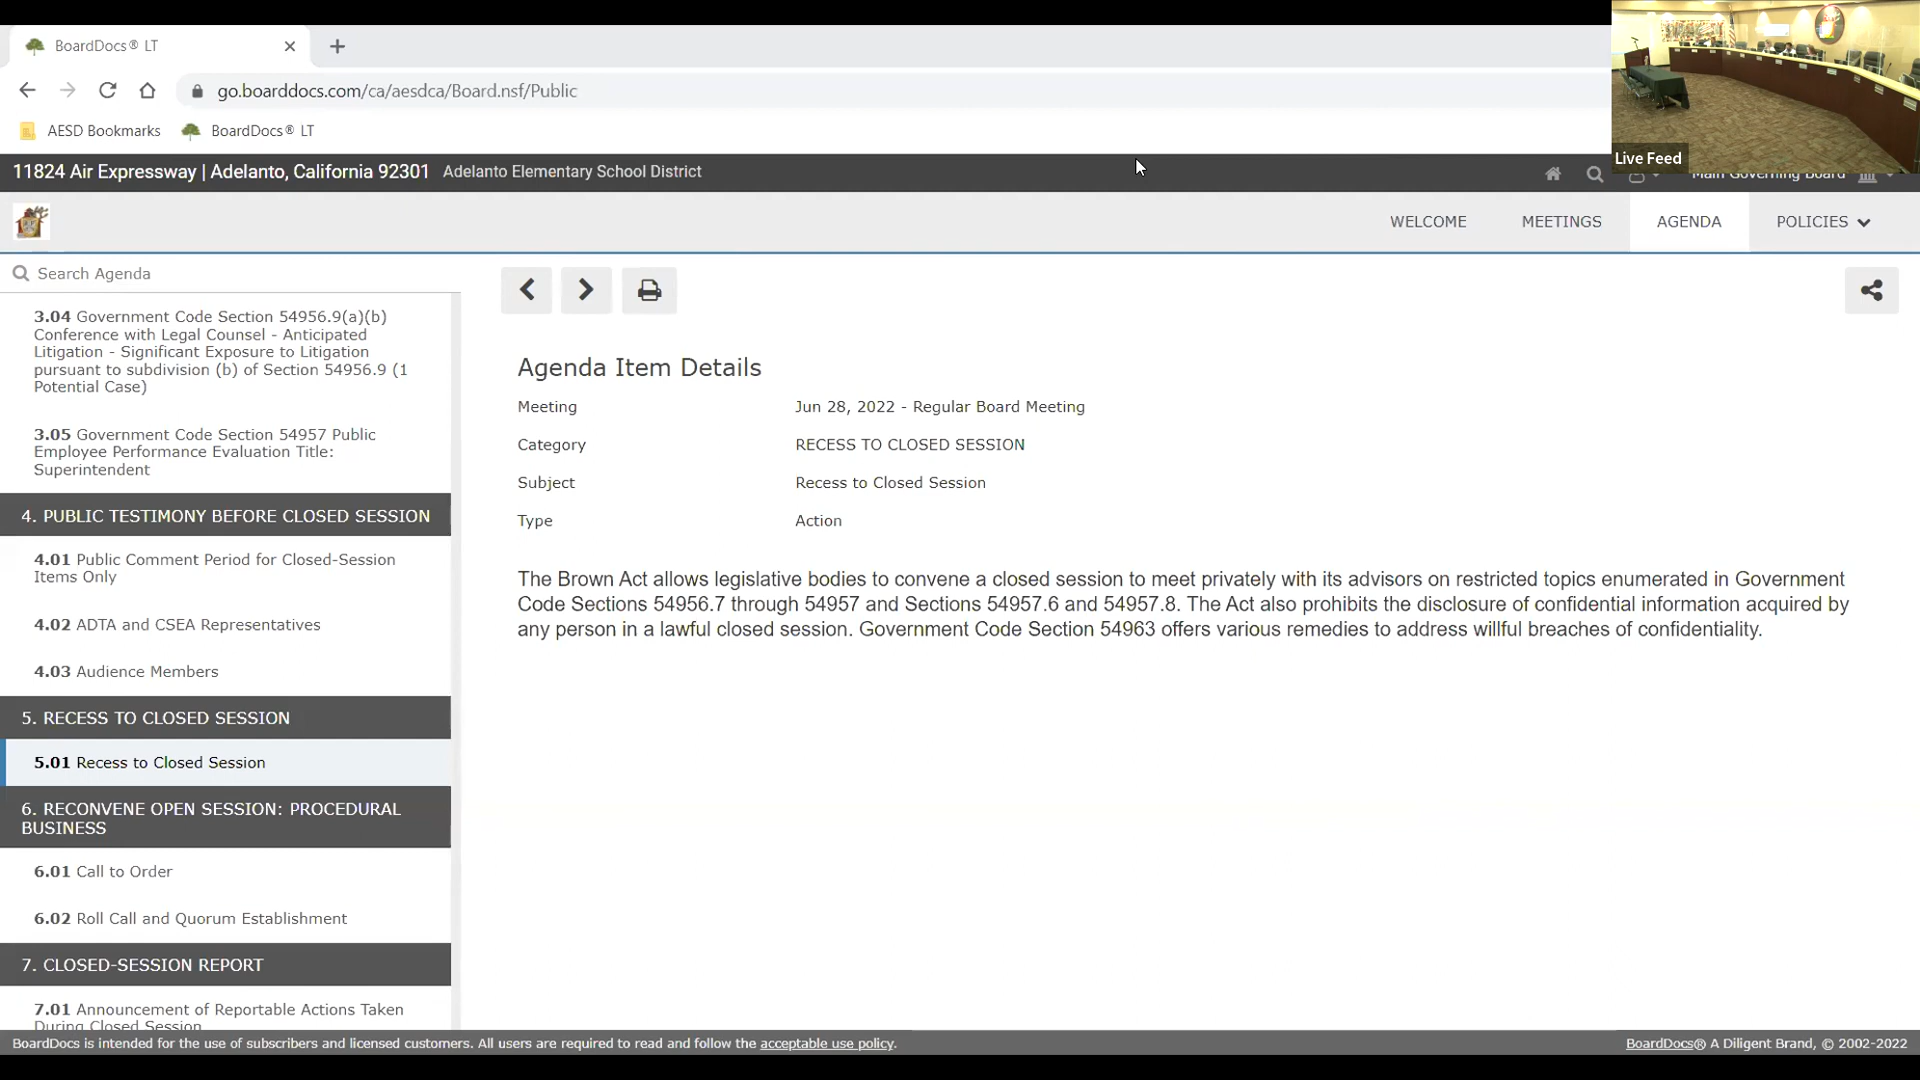 BoardDocs® LT
go.boarddocs.com/ca/aesdca/Board.nsf/Public
AESD Bookmarks
BoardDocs® LT
Live Feed
11824 Air Expressway | Adelanto, California 92301
Adelanto Elementary School District
Main Governing Board
WELCOME
MEETINGS
AGENDA
POLICIES
Search Agenda
3.04 Government Code Section 54956.9(a)(b)
Conference with Legal Counsel - Anticipated
Litigation - Significant Exposure to Litigation
pursuant to subdivision (b) of Section 54956.9 (1
Potential Case)
3.05 Government Code Section 54957 Public
Employee Performance Evaluation Title:
Superintendent
4. PUBLIC TESTIMONY BEFORE CLOSED SESSION
4.01 Public Comment Period for Closed-Session
Items Only
4.02 ADTA and CSEA Representatives
4.03 Audience Members
5. RECESS TO CLOSED SESSION
5.01 Recess to Closed Session
6. RECONVENE OPEN SESSION: PROCEDURAL
BUSINESS
6.01 Call to Order
6.02 Roll Call and Quorum Establishment
7. CLOSED-SESSION REPORT
7.01 Announcement of Reportable Actions Taken
During Closed Session
Agenda Item Details
Meeting
Jun 28, 2022 - Regular Board Meeting
Category
RECESS TO CLOSED SESSION
Subject
Recess to Closed Session
Type
Action
The Brown Act allows legislative bodies to convene a closed session to meet privately with its advisors on restricted topics enumerated in Government
Code Sections 54956.7 through 54957 and Sections 54957.6 and 54957.8. The Act also prohibits the disclosure of confidential information acquired by
any person in a lawful closed session. Government Code Section 54963 offers various remedies to address willful breaches of confidentiality.
BoardDocs is intended for the use of subscribers and licensed customers. All users are required to read and follow the acceptable use policy.
BoardDocs® A Diligent Brand, © 2002-2022